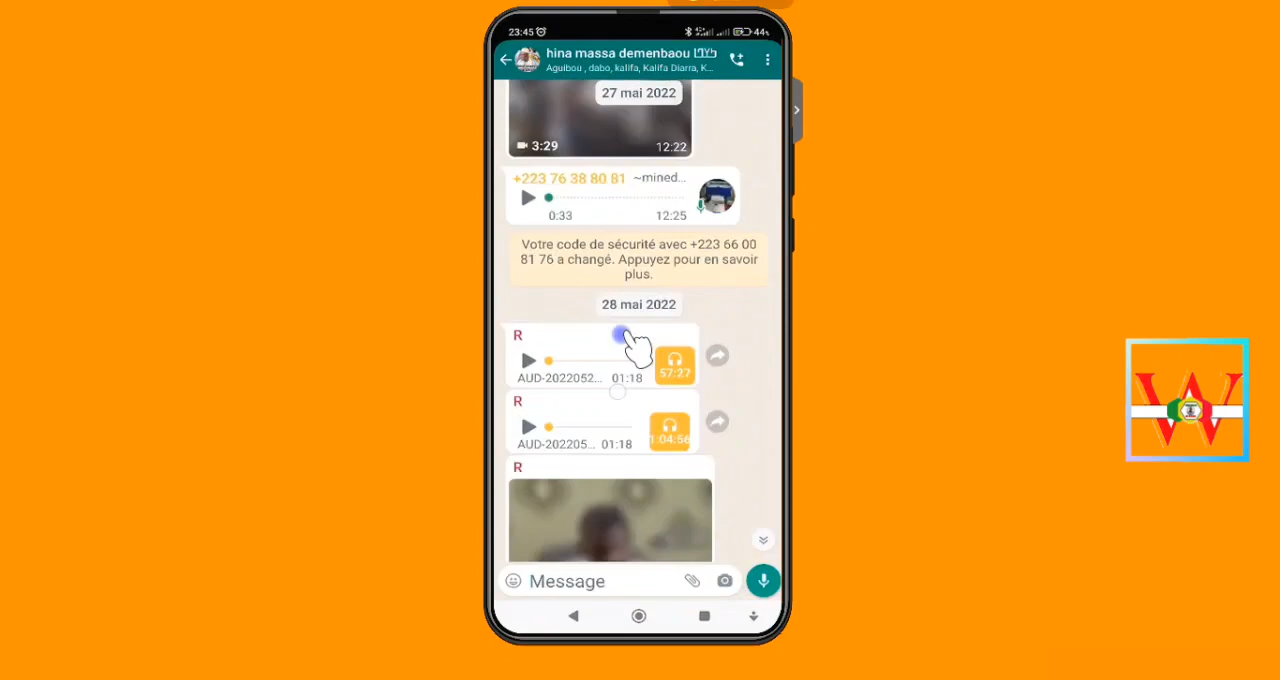 23:45
44%
hina massa demenbaou
Aguibou , dabo, kalifa, Kalifa Diarra, K...
27 mai 2022
3:29
12:22
+223 76 38 80 81 ~mined...
0:33
12:25
Votre code de sécurité avec +223 66 00
81 76 a changé. Appuyez pour en savoir
plus.
28 mai 2022
R
57:27
AUD-2022052... 01:18
R
1:04:56
AUD-202205... 01:18
R
Message
W